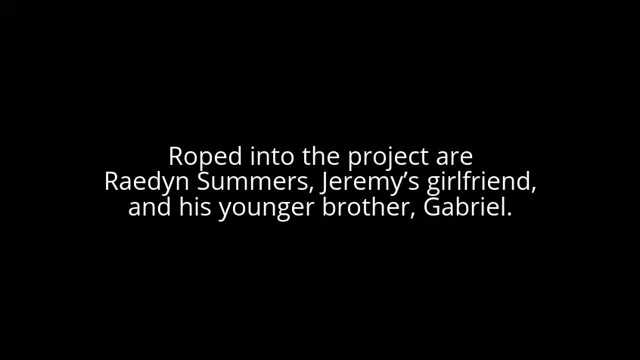 Roped into the project are
Raedyn Summers, Jeremy’s girlfriend,
and his younger brother, Gabriel.